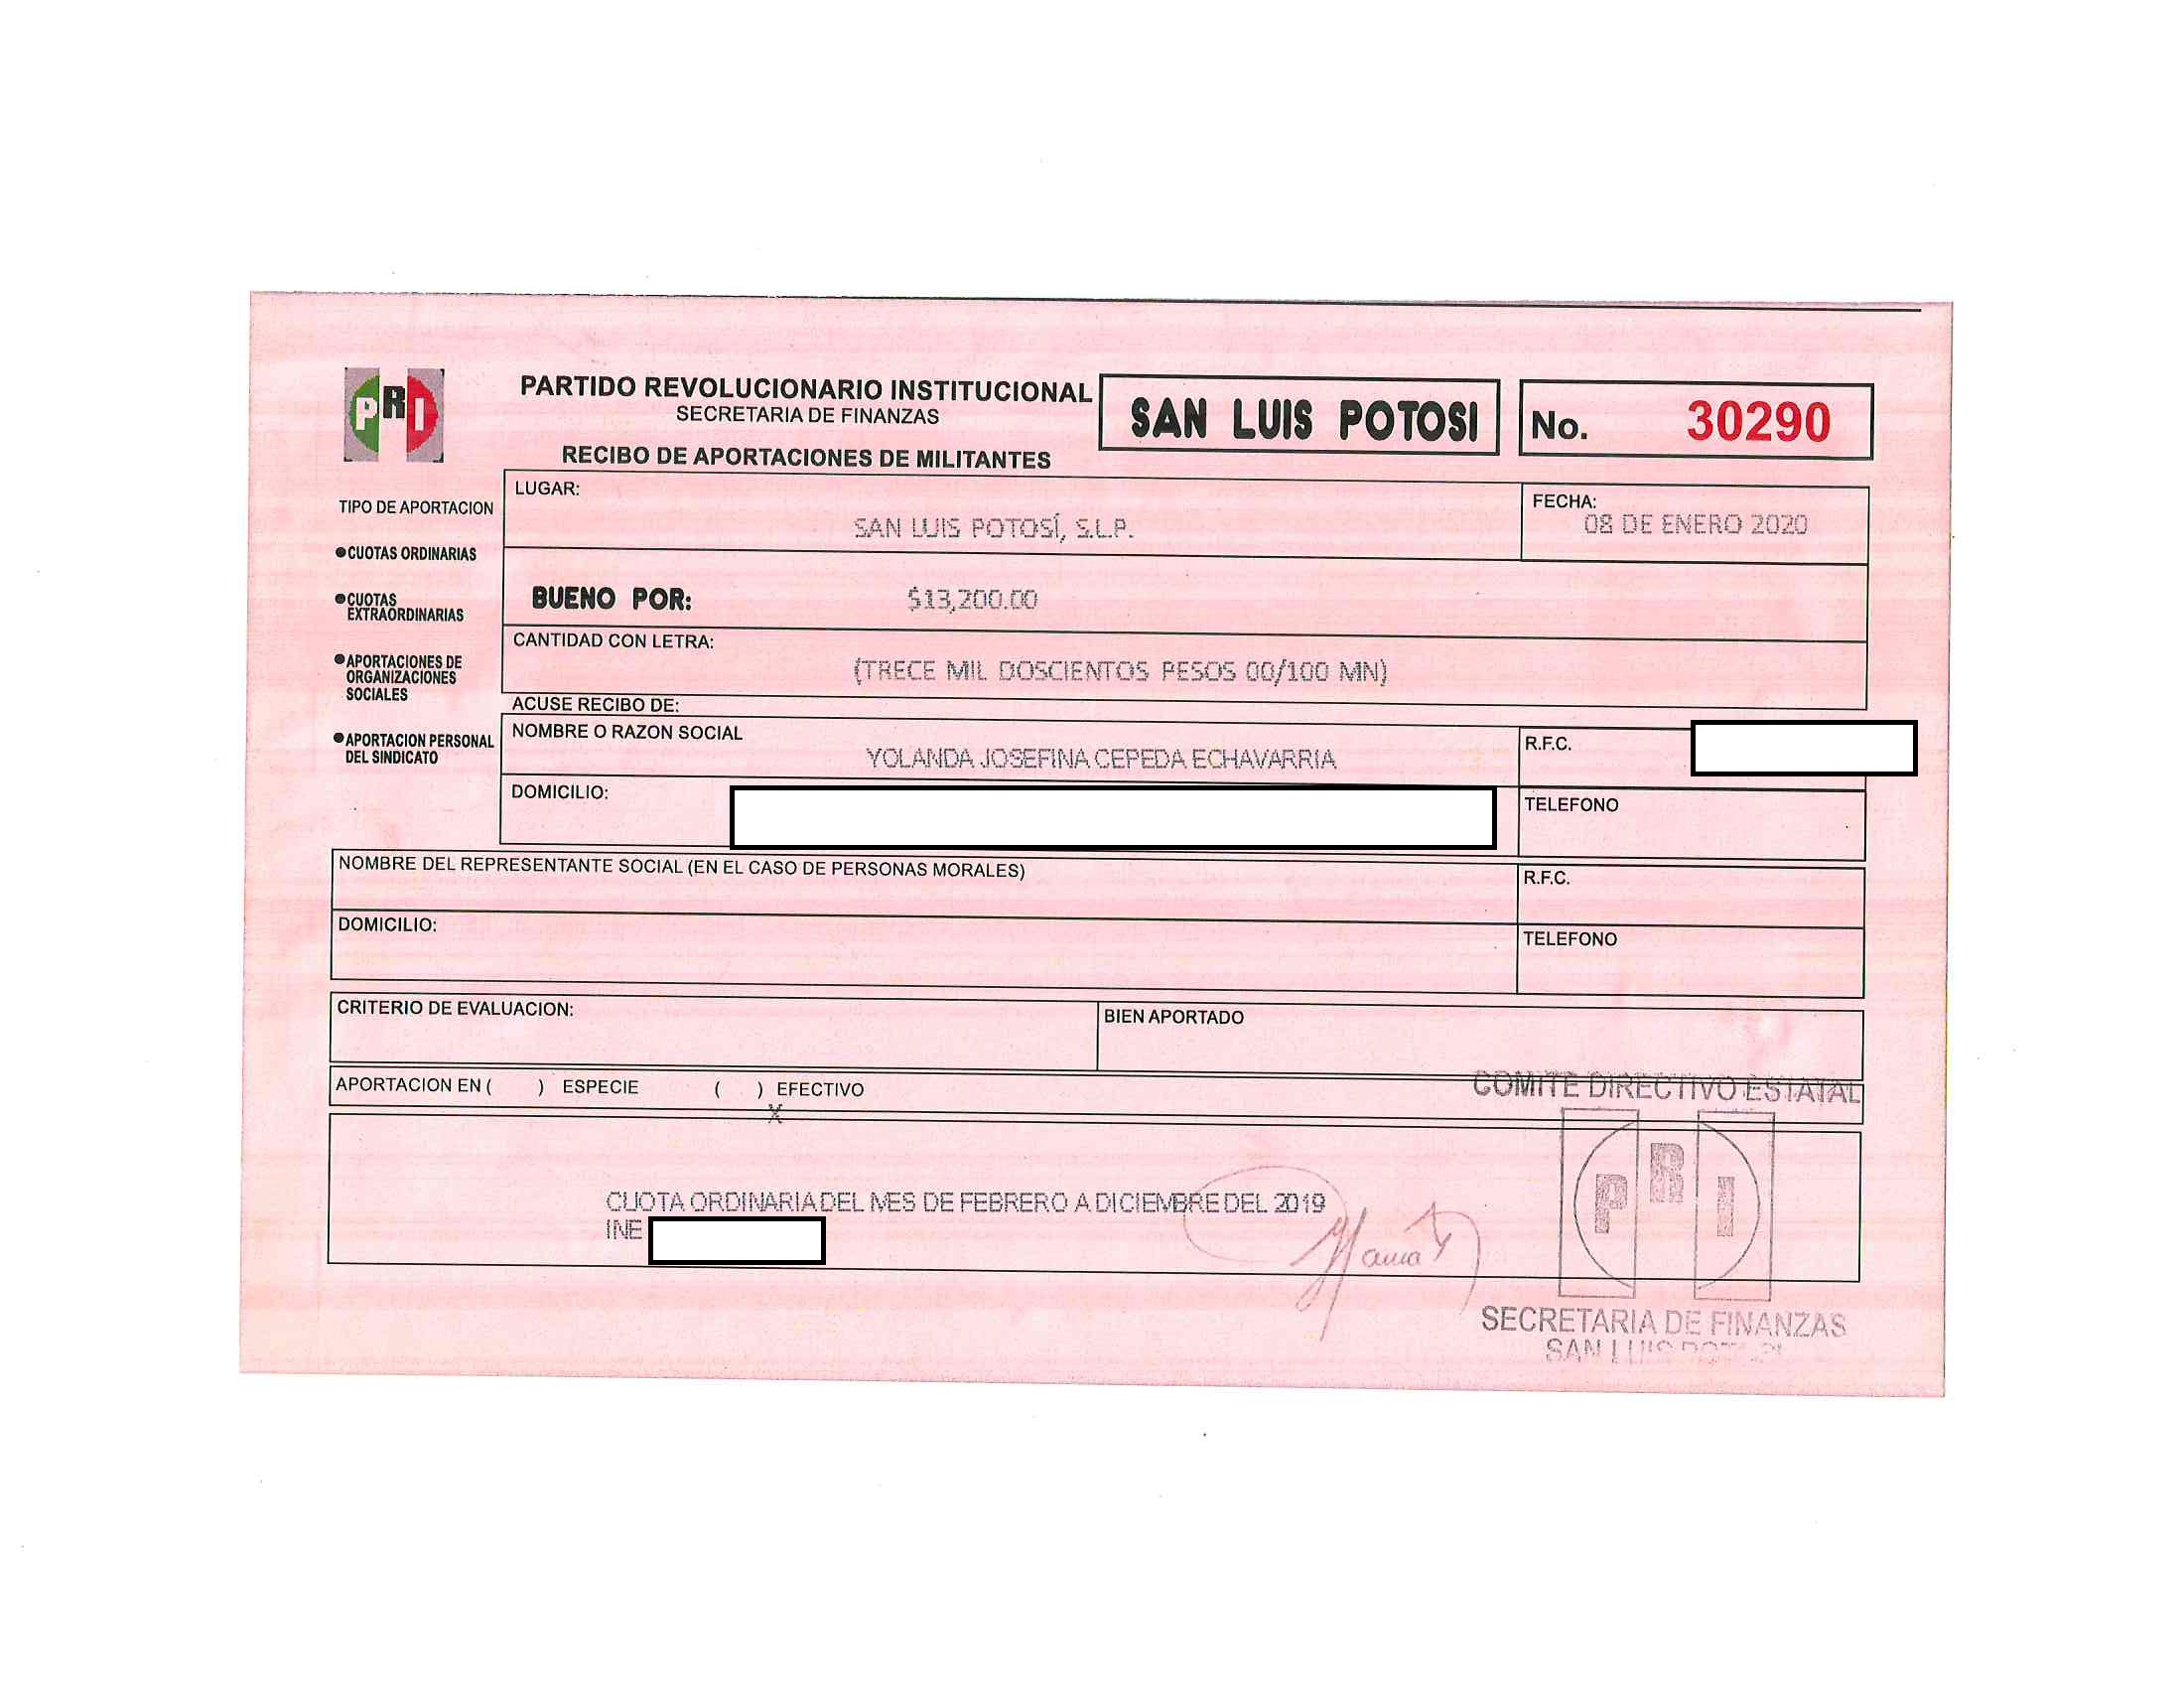 PRI
PARTIDO REVOLUCIONARIO INSTITUCIONAL
SECRETARIA DE FINANZAS
RECIBO DE APORTACIONES DE MILITANTES
SAN LUIS POTOSI
No. 30290
TIPO DE APORTACION
●CUOTAS ORDINARIAS
●CUOTAS
EXTRAORDINARIAS
●APORTACIONES DE
ORGANIZACIONES
SOCIALES
●APORTACION PERSONAL
DEL SINDICATO
LUGAR:
SAN LUIS POTOSÍ, S.L.P.
FECHA:
08 DE ENERO 2020
BUENO POR: $13,200.00
CANTIDAD CON LETRA:
(TRECE MIL DOSCIENTOS PESOS 00/100 MN)
ACUSE RECIBO DE:
NOMBRE O RAZON SOCIAL
YOLANDA JOSEFINA CEPEDA ECHAVARRIA
R.F.C.
DOMICILIO:
TELEFONO
NOMBRE DEL REPRESENTANTE SOCIAL (EN EL CASO DE PERSONAS MORALES)
R.F.C.
DOMICILIO:
TELEFONO
CRITERIO DE EVALUACION:
BIEN APORTADO
APORTACION EN ( ) ESPECIE ( ) EFECTIVO
X
COMITE DIRECTIVO ESTATAL
PRI
CUOTA ORDINARIA DEL MES DE FEBRERO A DICIEMBRE DEL 2019
INE
SECRETARIA DE FINANZAS
SAN LUIS